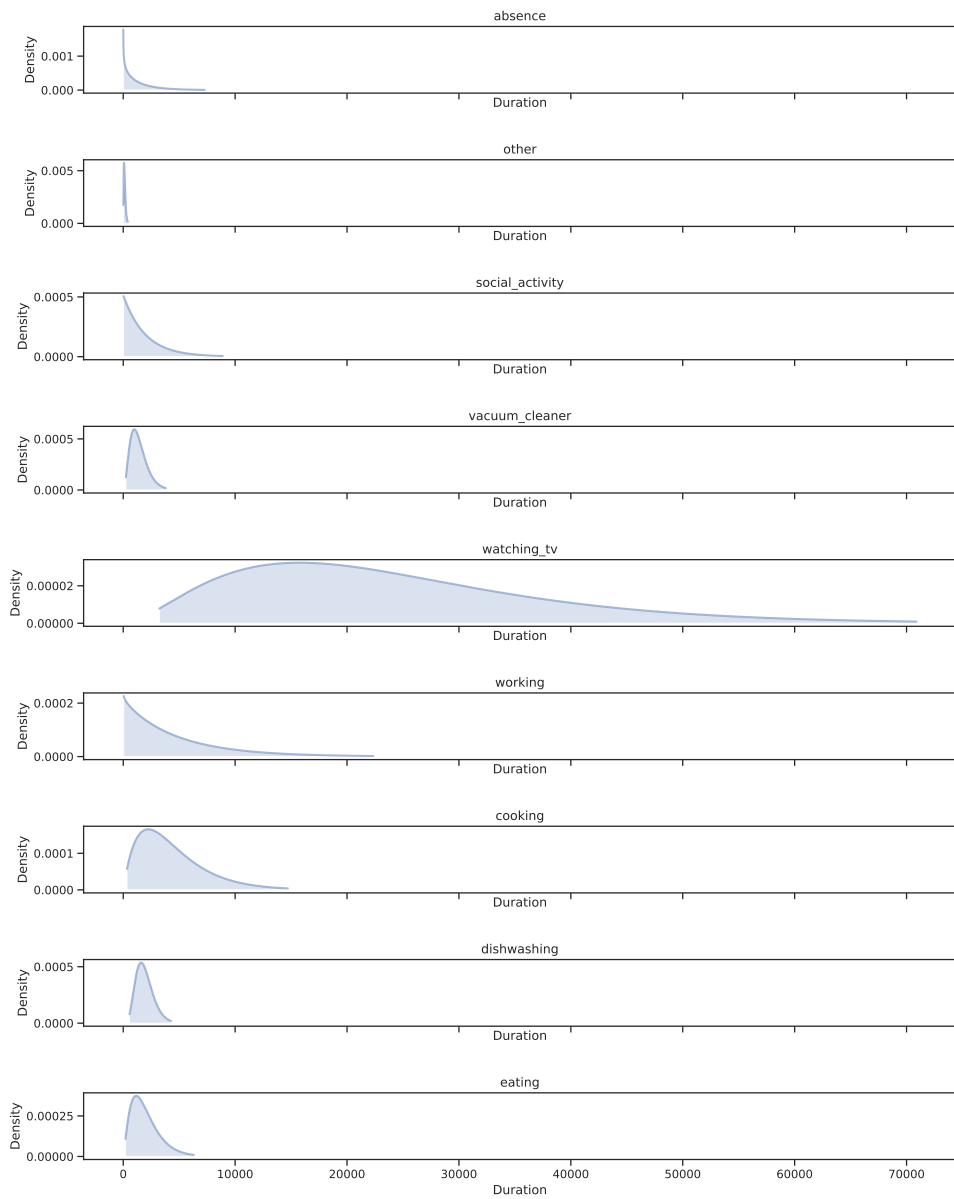 absence
Density
0.001
0.000
Duration
other
Density
0.005
0.000
Duration
social_activity
Density
0.0005
0.0000
Duration
vacuum_cleaner
Density
0.0005
0.0000
Duration
watching_tv
Density
0.00002
0.00000
Duration
working
Density
0.0002
0.0000
Duration
cooking
Density
0.0001
0.0000
Duration
dishwashing
Density
0.0005
0.0000
Duration
eating
Density
0.00025
0.00000
0 10000 20000 30000 40000 50000 60000 70000
Duration